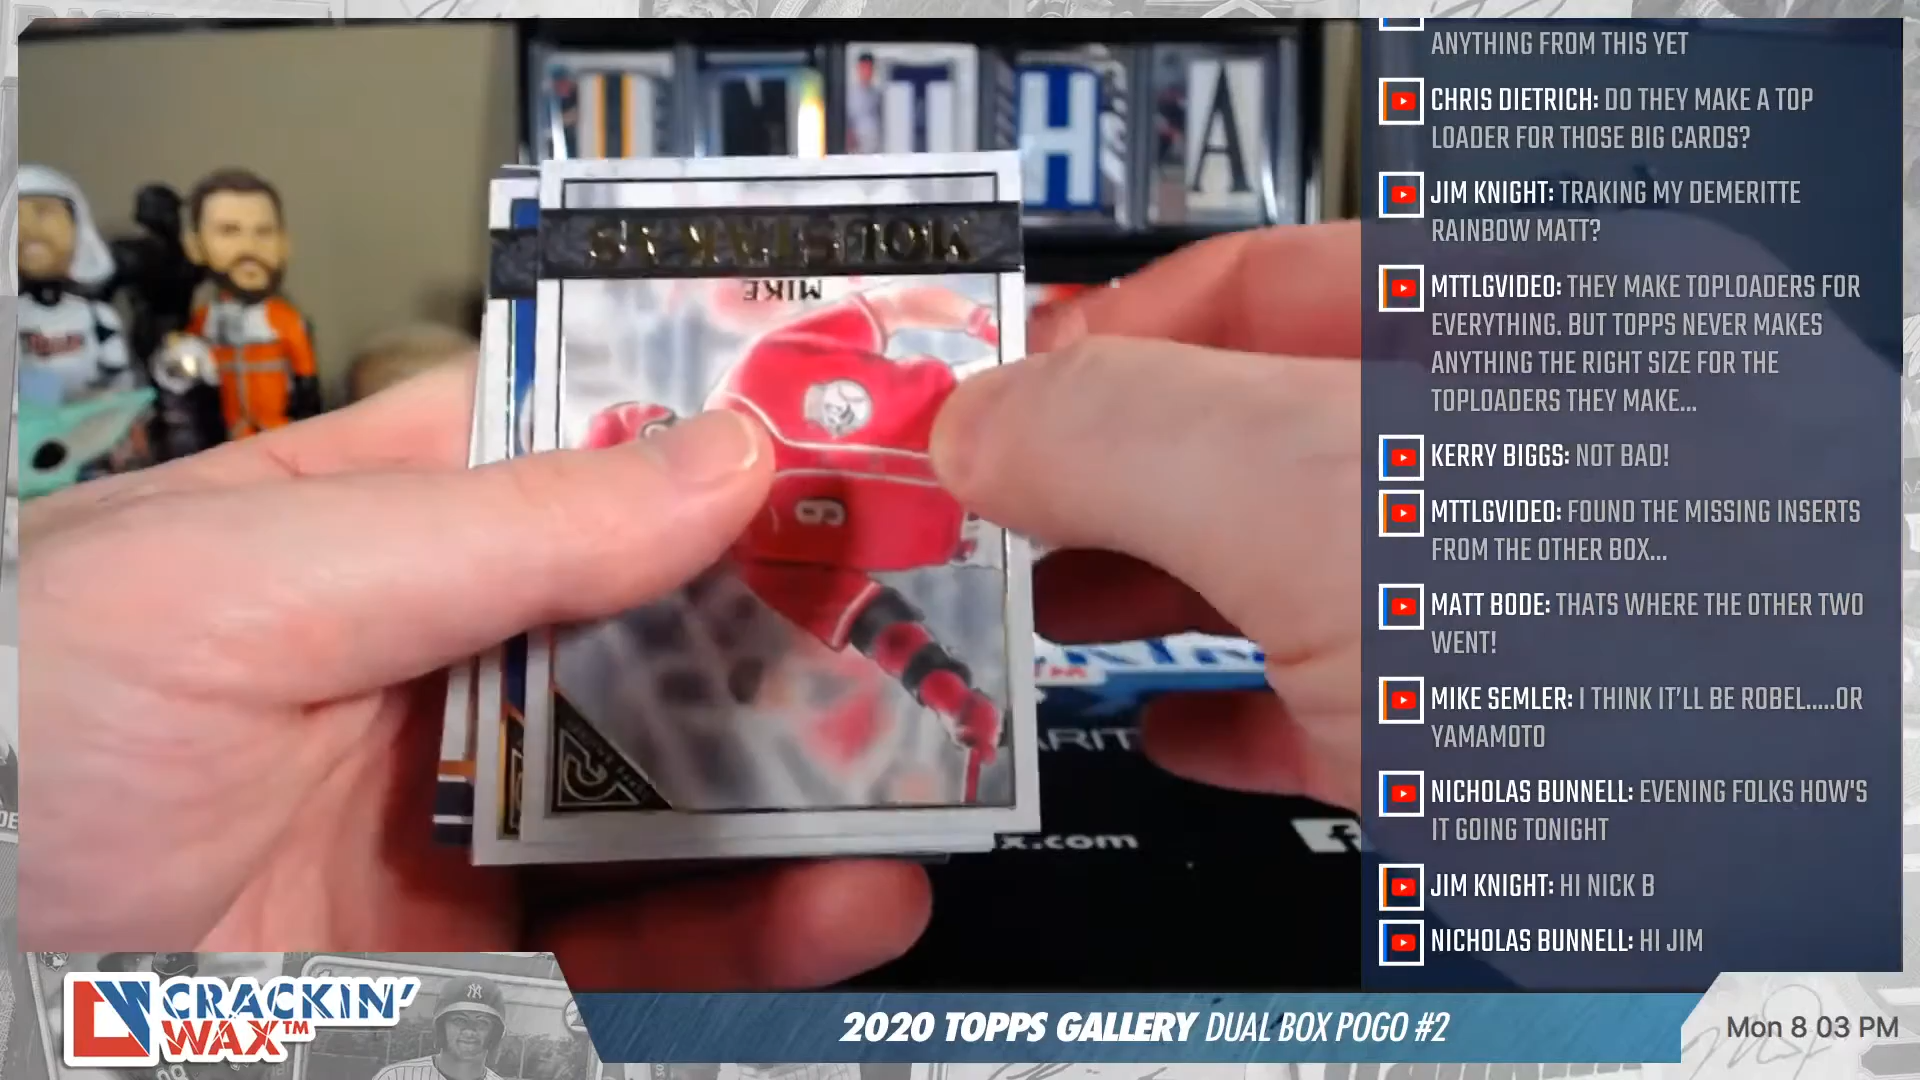 ANYTHING FROM THIS YET
CHRIS DIETRICH: DO THEY MAKE A TOP
LOADER FOR THOSE BIG CARDS?
JIM KNIGHT: TRAKING MY DEMERITTE
RAINBOW MATT?
MTTLGVIDEO: THEY MAKE TOPLOADERS FOR
EVERYTHING. BUT TOPPS NEVER MAKES
ANYTHING THE RIGHT SIZE FOR THE
TOPLOADERS THEY MAKE...
KERRY BIGGS: NOT BAD!
MTTLGVIDEO: FOUND THE MISSING INSERTS
FROM THE OTHER BOX...
MATT BODE: THATS WHERE THE OTHER TWO
WENT!
MIKE SEMLER: I THINK IT'LL BE ROBEL.....OR
YAMAMOTO
NICHOLAS BUNNELL: EVENING FOLKS HOW'S
IT GOING TONIGHT
JIM KNIGHT: HI NICK B
NICHOLAS BUNNELL: HI JIM
H
A
MIKE
MOUSTAKAS
9
x.com
CRACKIN'
WAX™
2020 TOPPS GALLERY DUAL BOX POGO #2
Mon 8 03 PM